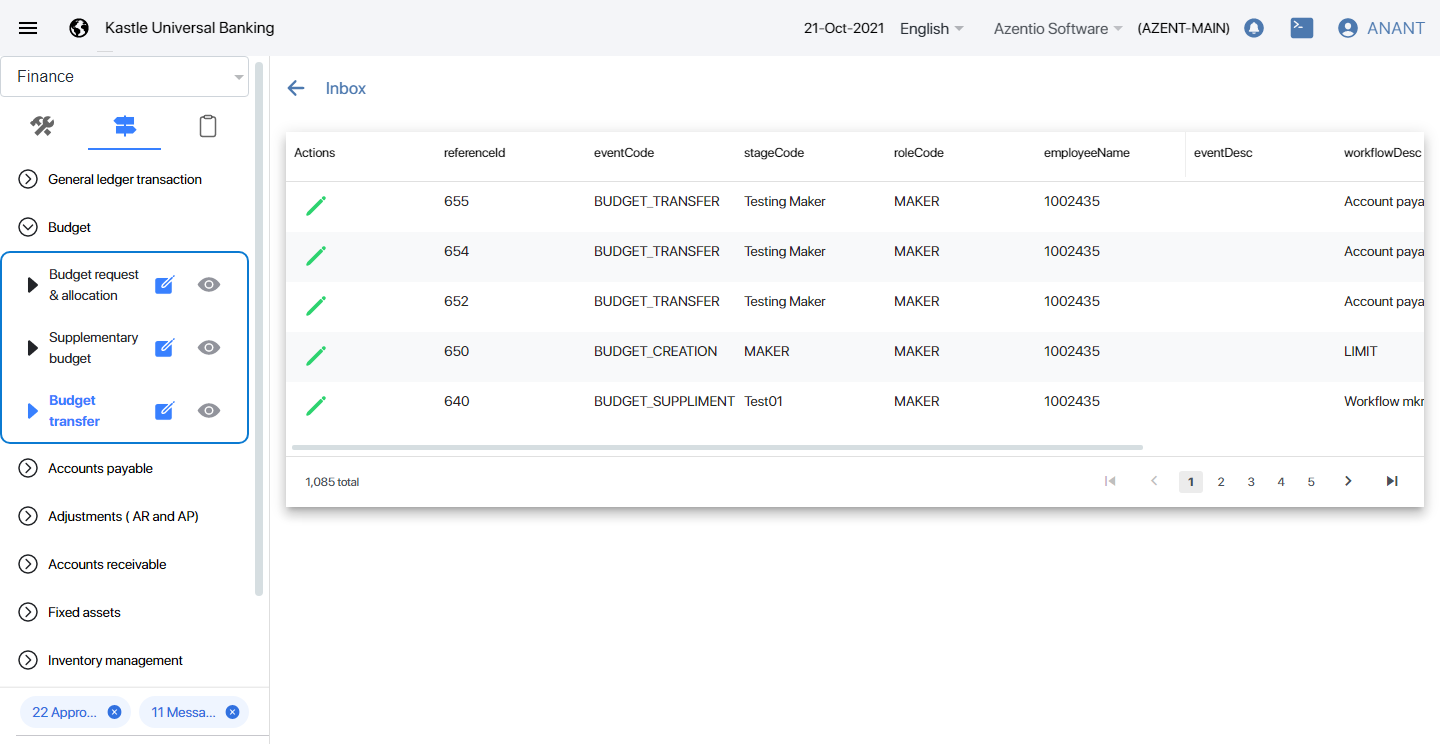 Kastle Universal Banking 21-Oct-2021 English Azentio Software (AZENT-MAIN) ANANT
Finance
General ledger transaction
Budget
Budget request
& allocation
Supplementary
budget
Budget
transfer
Accounts payable
Adjustments ( AR and AP)
Accounts receivable
Fixed assets
Inventory management
22 Appro...
11 Messa...
Inbox
Actions referenceId eventCode stageCode roleCode employeeName eventDesc workflowDesc
655 BUDGET_TRANSFER Testing Maker MAKER 1002435 Account paya
654 BUDGET_TRANSFER Testing Maker MAKER 1002435 Account paya
652 BUDGET_TRANSFER Testing Maker MAKER 1002435 Account paya
650 BUDGET_CREATION MAKER MAKER 1002435 LIMIT
640 BUDGET_SUPPLIMENT Test01 MAKER 1002435 Workflow mkr
1,085 total 1 2 3 4 5